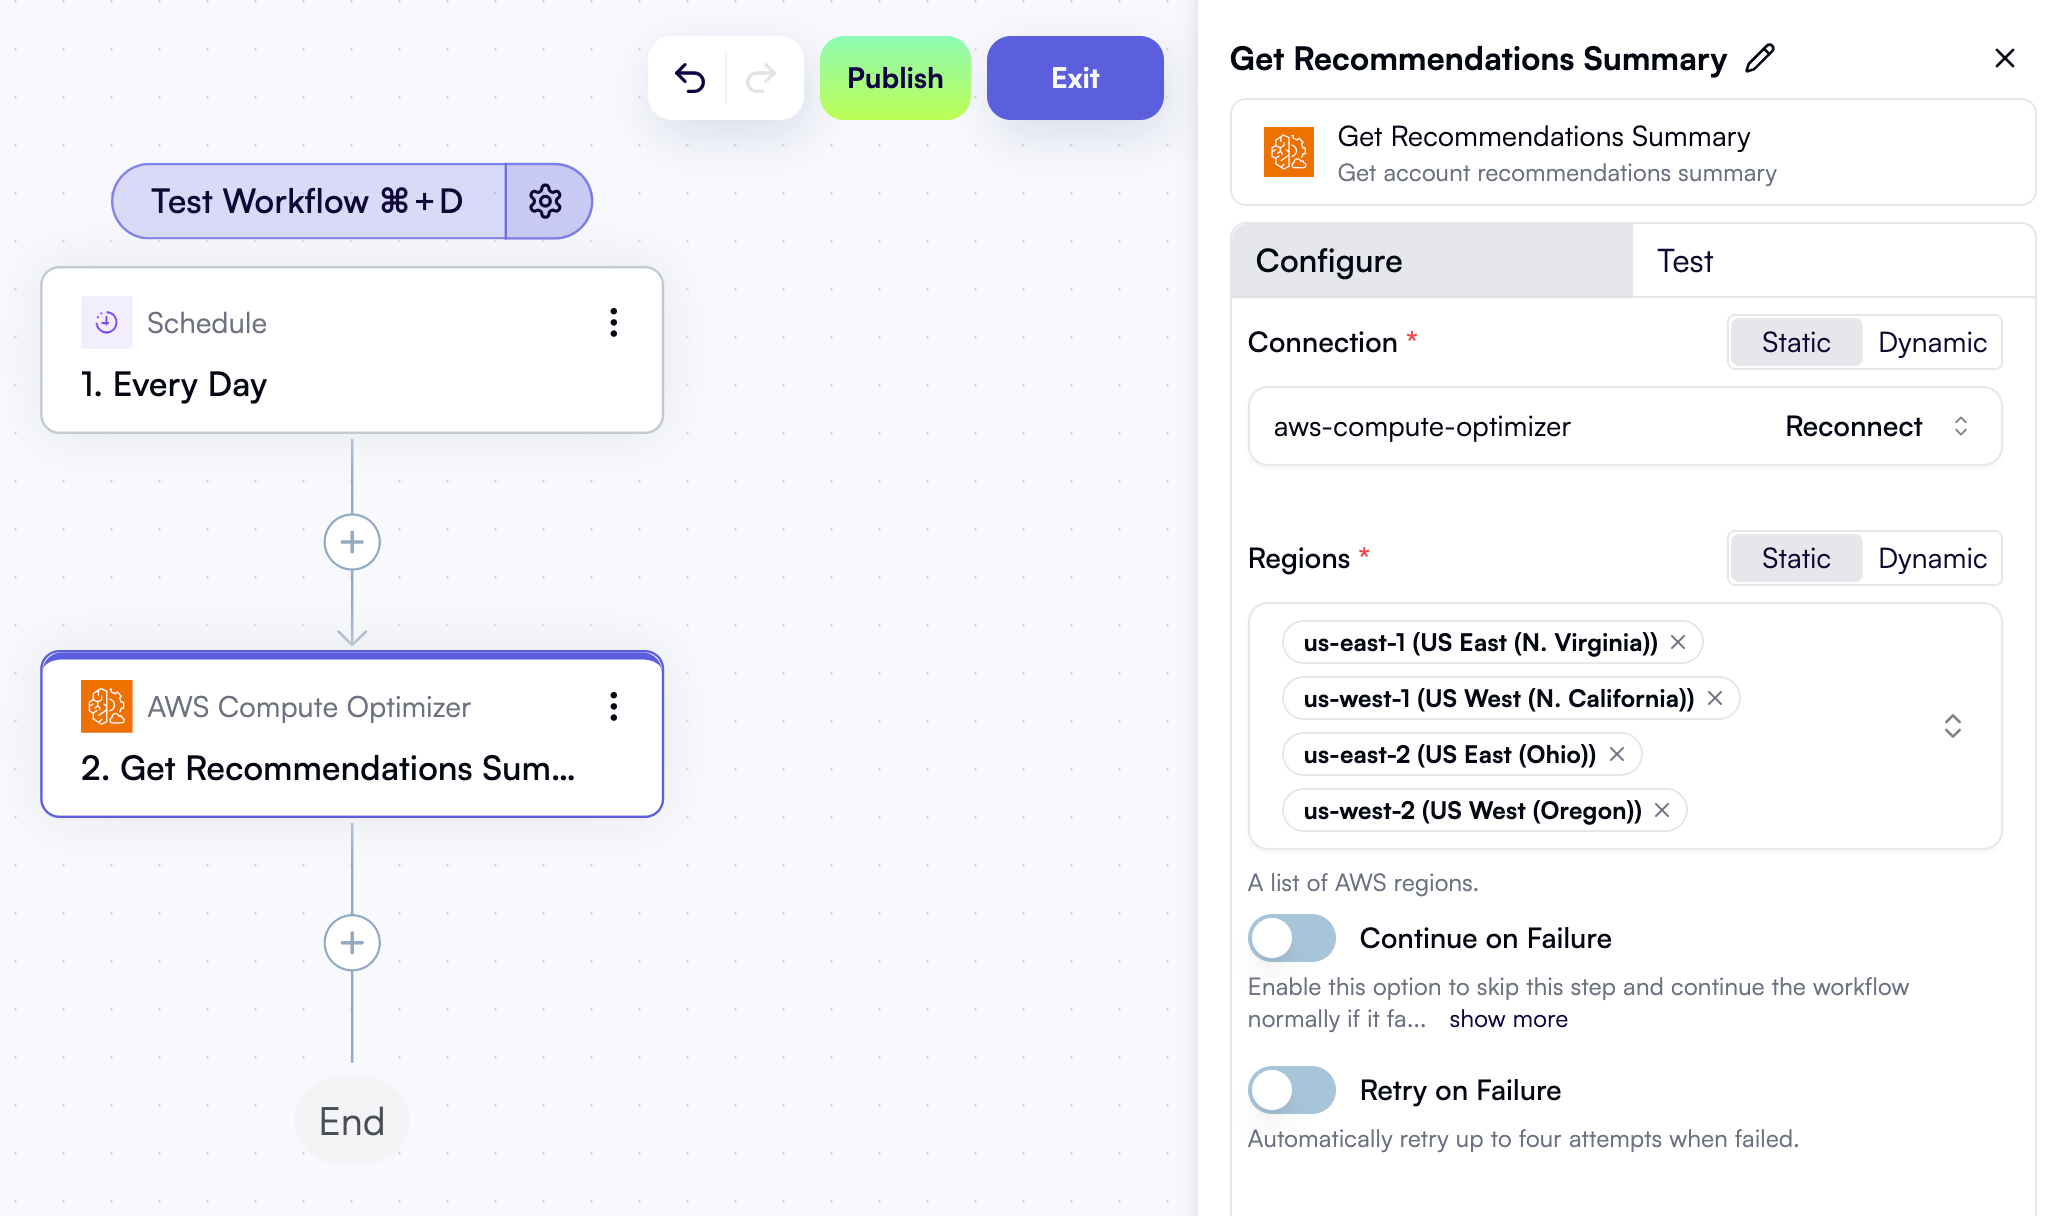 Publish
Exit
Test Workflow ⌘+D
Schedule
1. Every Day
AWS Compute Optimizer
2. Get Recommendations Sum...
End
Get Recommendations Summary
Get Recommendations Summary
Get account recommendations summary
Configure
Test
Connection *
Static
Dynamic
aws-compute-optimizer
Reconnect
Regions *
Static
Dynamic
us-east-1 (US East (N. Virginia))
us-west-1 (US West (N. California))
us-east-2 (US East (Ohio))
us-west-2 (US West (Oregon))
A list of AWS regions.
Continue on Failure
Enable this option to skip this step and continue the workflow
normally if it fa... show more
Retry on Failure
Automatically retry up to four attempts when failed.